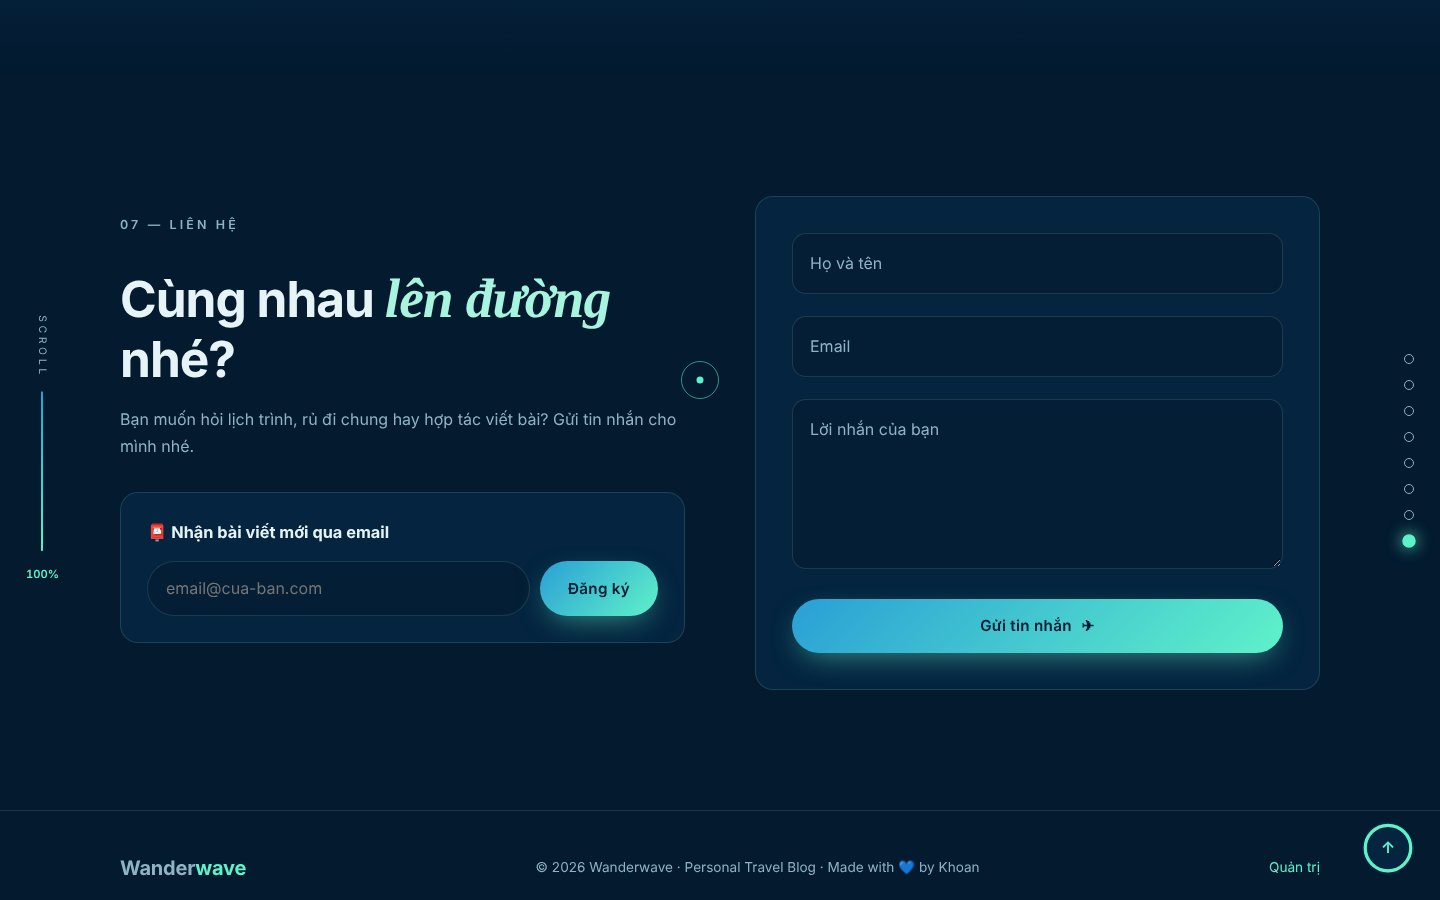 07 — LIÊN HỆ
Cùng nhau lên đường
nhé?
Bạn muốn hỏi lịch trình, rủ đi chung hay hợp tác viết bài? Gửi tin nhắn cho
mình nhé.
📮 Nhận bài viết mới qua email
email@cua-ban.com
Đăng ký
Họ và tên
Email
Lời nhắn của bạn
Gửi tin nhắn ✈
SCROLL
100%
Wanderwave
© 2026 Wanderwave · Personal Travel Blog · Made with 💙 by Khoan
Quản trị